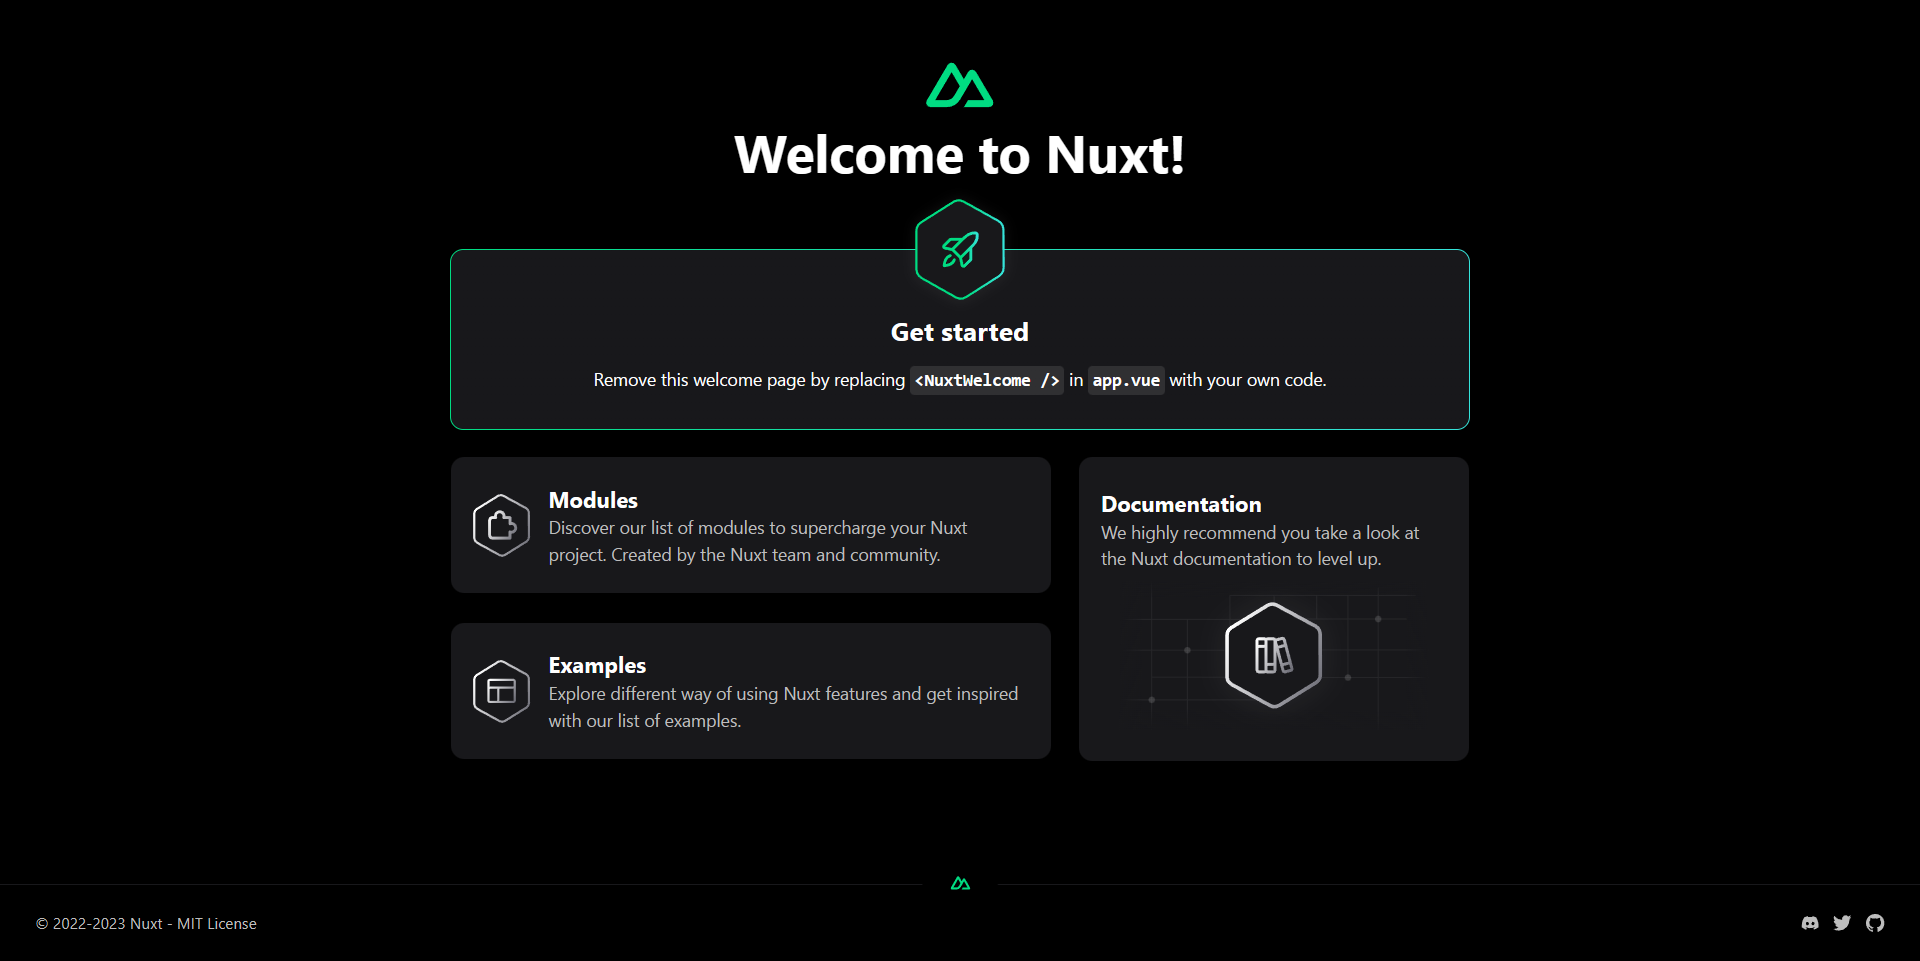 Welcome to Nuxt!
Get started
Remove this welcome page by replacing <NuxtWelcome /> in app.vue with your own code.
Modules
Discover our list of modules to supercharge your Nuxt
project. Created by the Nuxt team and community.
Examples
Explore different way of using Nuxt features and get inspired
with our list of examples.
Documentation
We highly recommend you take a look at
the Nuxt documentation to level up.
© 2022-2023 Nuxt - MIT License